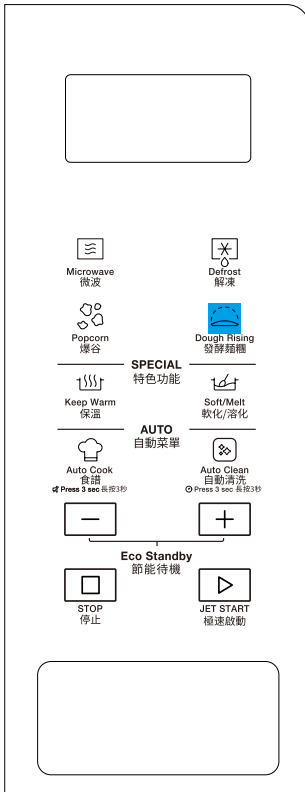 Microwave
微波
Defrost
解凍
Popcorn
爆谷
Dough Rising
發酵麵糰
SPECIAL
特色功能
Keep Warm
保溫
Soft/Melt
軟化/溶化
AUTO
自動菜單
Auto Cook
食譜
Press 3 sec 長按3秒
Auto Clean
自動清洗
Press 3 sec 長按3秒
Eco Standby
節能待機
STOP
停止
JET START
極速啟動